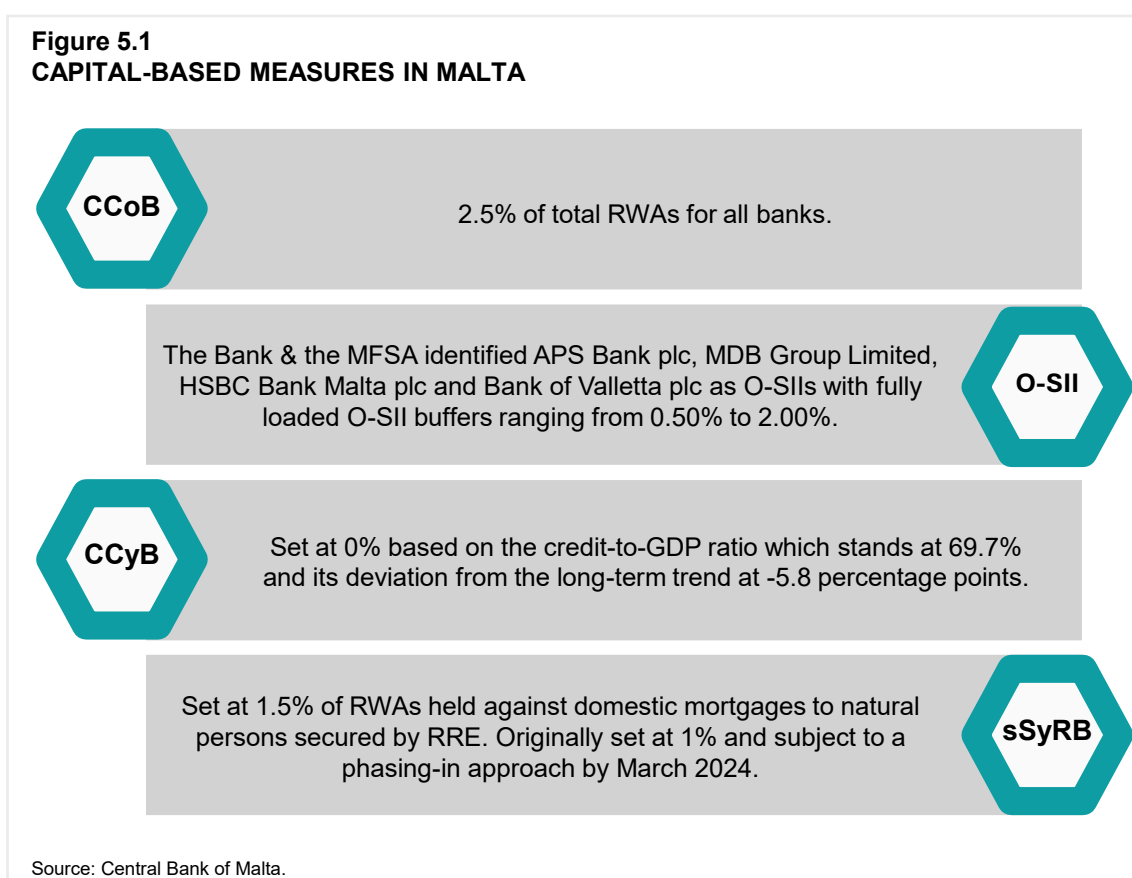 Figure 5.1
CAPITAL-BASED MEASURES IN MALTA
CCoB
2.5% of total RWAs for all banks.
The Bank & the MFSA identified APS Bank plc, MDB Group Limited,
HSBC Bank Malta plc and Bank of Valletta plc as O-SIIs with fully
loaded O-SII buffers ranging from 0.50% to 2.00%.
O-SII
CCyB
Set at 0% based on the credit-to-GDP ratio which stands at 69.7%
and its deviation from the long-term trend at -5.8 percentage points.
Set at 1.5% of RWAs held against domestic mortgages to natural
persons secured by RRE. Originally set at 1% and subject to a
phasing-in approach by March 2024.
sSyRB
Source: Central Bank of Malta.